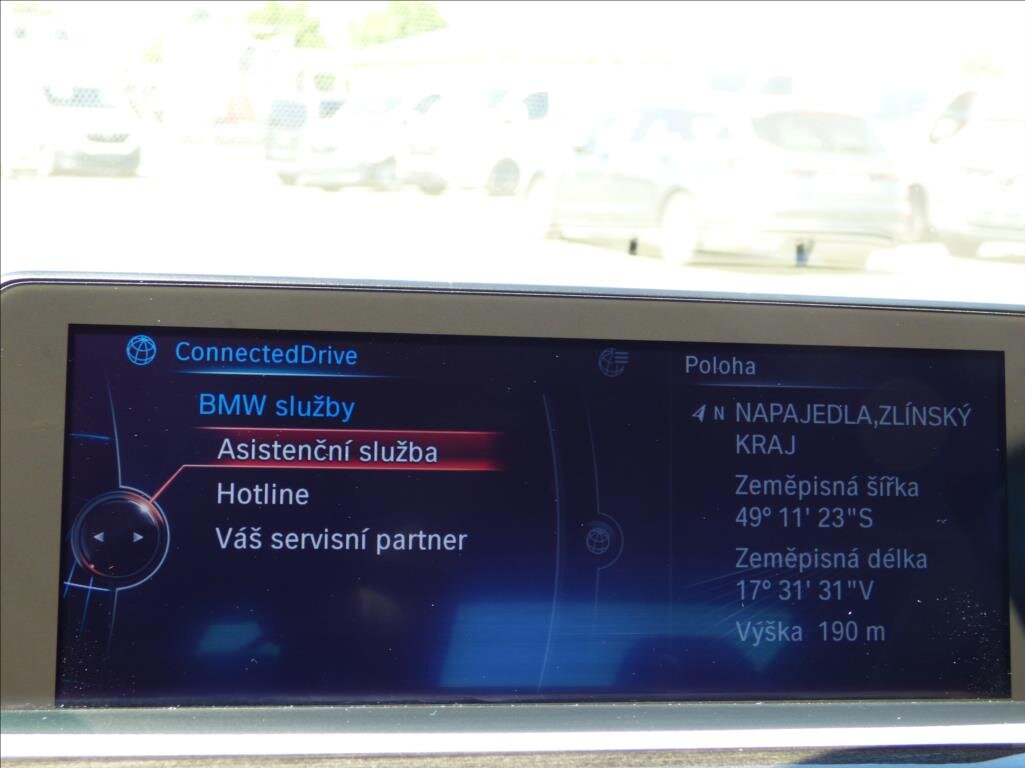 ConnectedDrive
BMW služby
Asistenční služba
Hotline
Váš servisní partner
Poloha
N NAPAJEDLA,ZLÍNSKÝ
KRAJ
Zeměpisná šířka
49° 11' 23"S
Zeměpisná délka
17° 31' 31"V
Výška 190 m